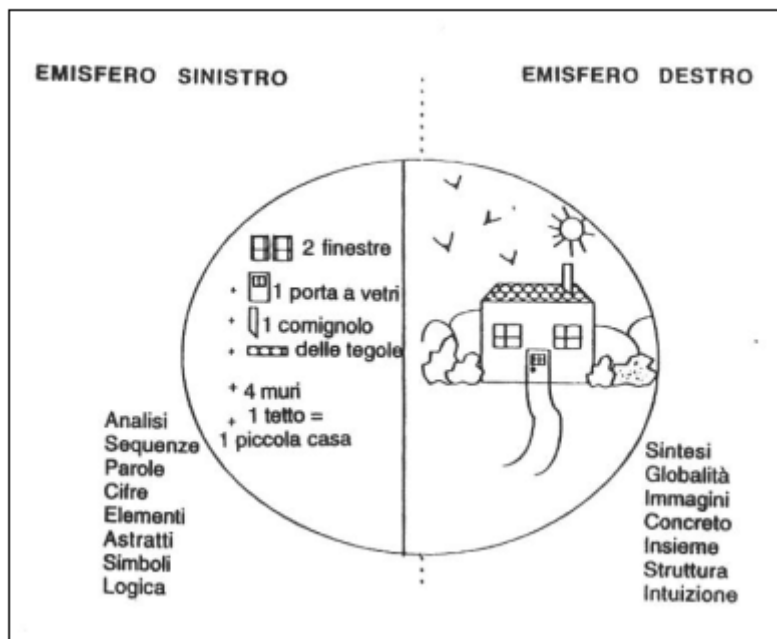 EMISFERO SINISTRO
EMISFERO DESTRO
2 finestre
+ 1 porta a vetri
+ 1 comignolo
+ delle tegole
+ 4 muri
+ 1 tetto =
1 piccola casa
Analisi
Sequenze
Parole
Cifre
Elementi
Astratti
Simboli
Logica
Sintesi
Globalità
Immagini
Concreto
Insieme
Struttura
Intuizione